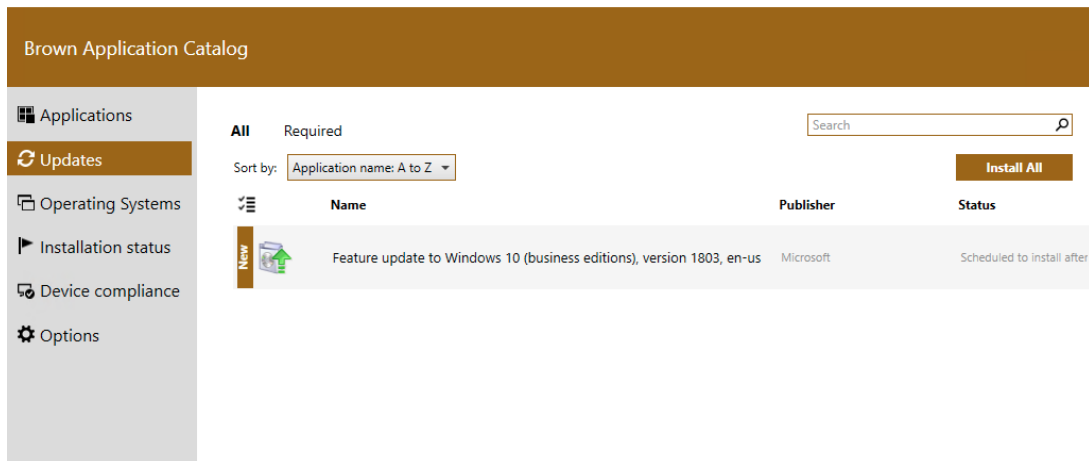 Brown Application Catalog
Applications
Updates
Operating Systems
Installation status
Device compliance
Options
All Required
Search
Sort by: Application name: A to Z
Install All
Name Publisher Status
New
Feature update to Windows 10 (business editions), version 1803, en-us Microsoft Scheduled to install after